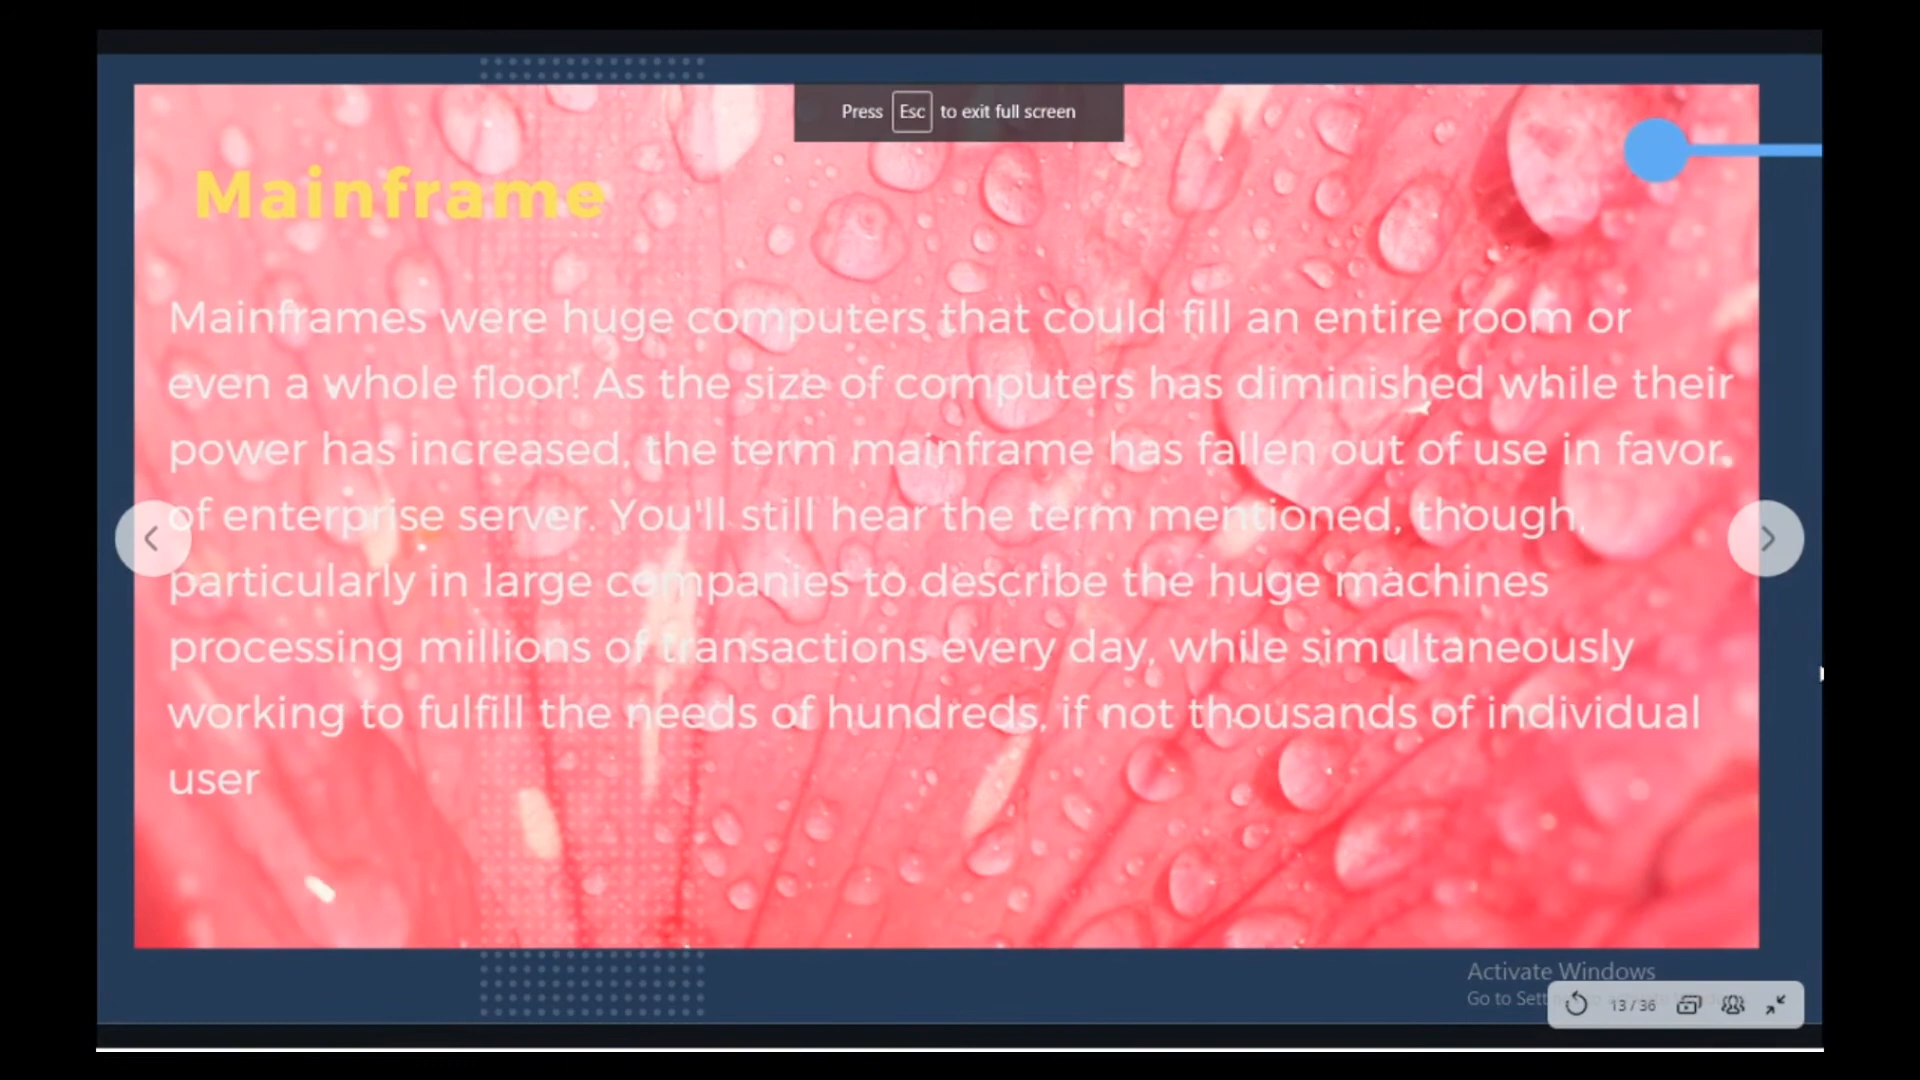 Press Esc to exit full screen
Mainframe
Mainframes were huge computers that could fill an entire room or
even a whole floor! As the size of computers has diminished while their
power has increased, the term mainframe has fallen out of use in favor
of enterprise server. You'll still hear the term mentioned, though,
particularly in large companies to describe the huge machines
processing millions of transactions every day, while simultaneously
working to fulfill the needs of hundreds, if not thousands of individual
user
Activate Windows
Go to
13 / 36